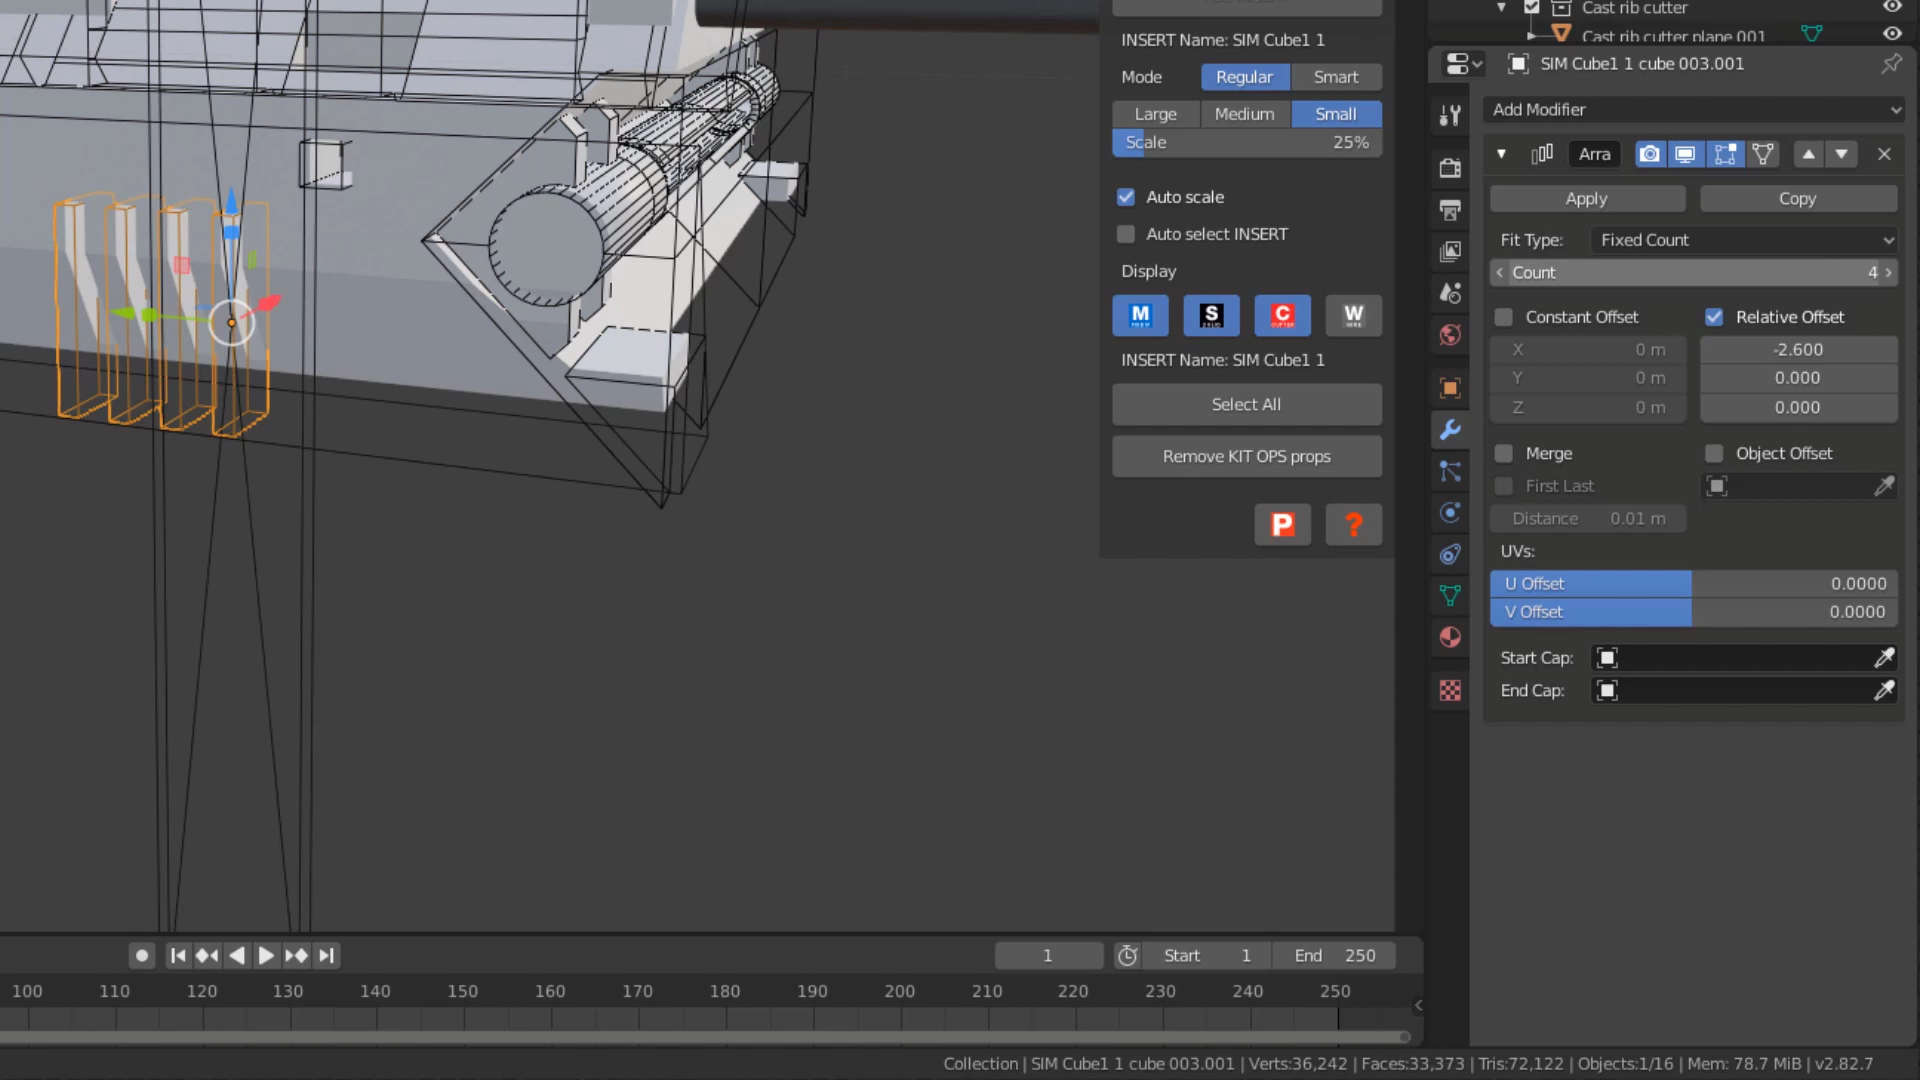 Cast rib cutter
INSERT Name: SIM Cube1 1
Cast rib cutter plane.001
SIM Cube1 1 cube 003.001
Mode Regular Smart
Add Modifier
Large Medium Small
Scale 25%
Arra
Auto scale
Apply Copy
Auto select INSERT
Fit Type: Fixed Count
Display
Count 4
M S C W
Constant Offset Relative Offset
X 0 m -2.600
INSERT Name: SIM Cube1 1
Y 0 m 0.000
Select All
Z 0 m 0.000
Remove KIT OPS props
Merge Object Offset
First Last
P ?
Distance 0.01 m
UVs:
U Offset 0.0000
V Offset 0.0000
Start Cap:
End Cap:
1 Start 1 End 250
100 110 120 130 140 150 160 170 180 190 200 210 220 230 240 250
Collection | SIM Cube1 1 cube 003.001 | Verts:36,242 | Faces:33,373 | Tris:72,122 | Objects:1/16 | Mem: 78.7 MiB | v2.82.7